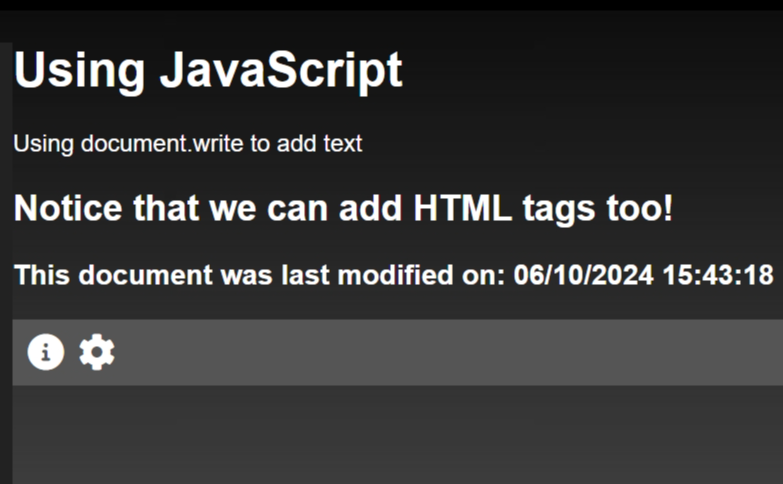 Using JavaScript
Using document.write to add text
Notice that we can add HTML tags too!
This document was last modified on: 06/10/2024 15:43:18